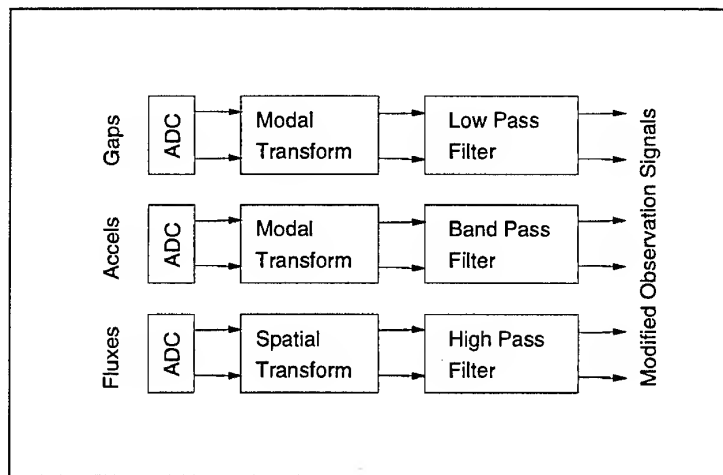 Gaps
ADC
Modal
Transform
Low Pass
Filter
Accels
ADC
Modal
Transform
Band Pass
Filter
Fluxes
ADC
Spatial
Transform
High Pass
Filter
Modified Observation Signals